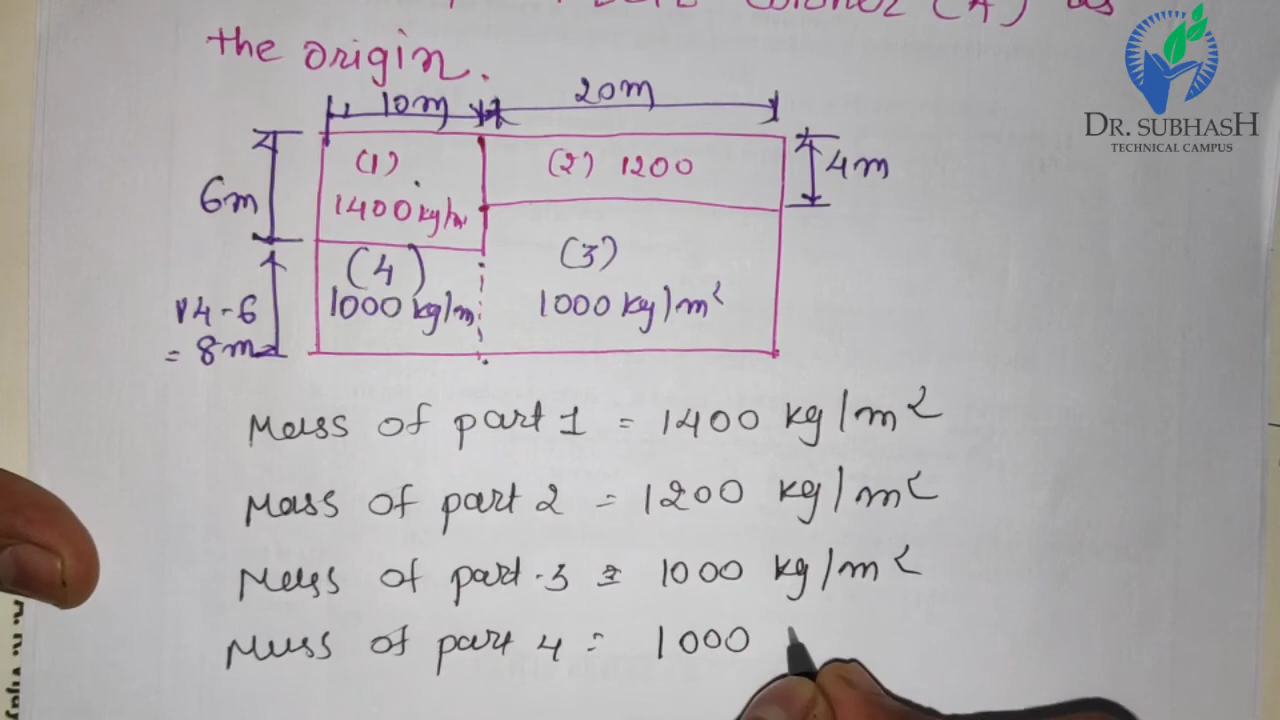 coloner (A) as
the origin.
10m 20m
(1) (2) 1200 4m
6m 1400 kg/m
(4) (3)
1000 kg/m 1000 kg/m²
14-6
= 8m
Mass of part 1 = 1400 kg/m²
Mass of part 2 = 1200 kg/m²
Mass of part-3 = 1000 kg/m²
Mass of part 4 = 1000
DR. SUBHASH
TECHNICAL CAMPUS